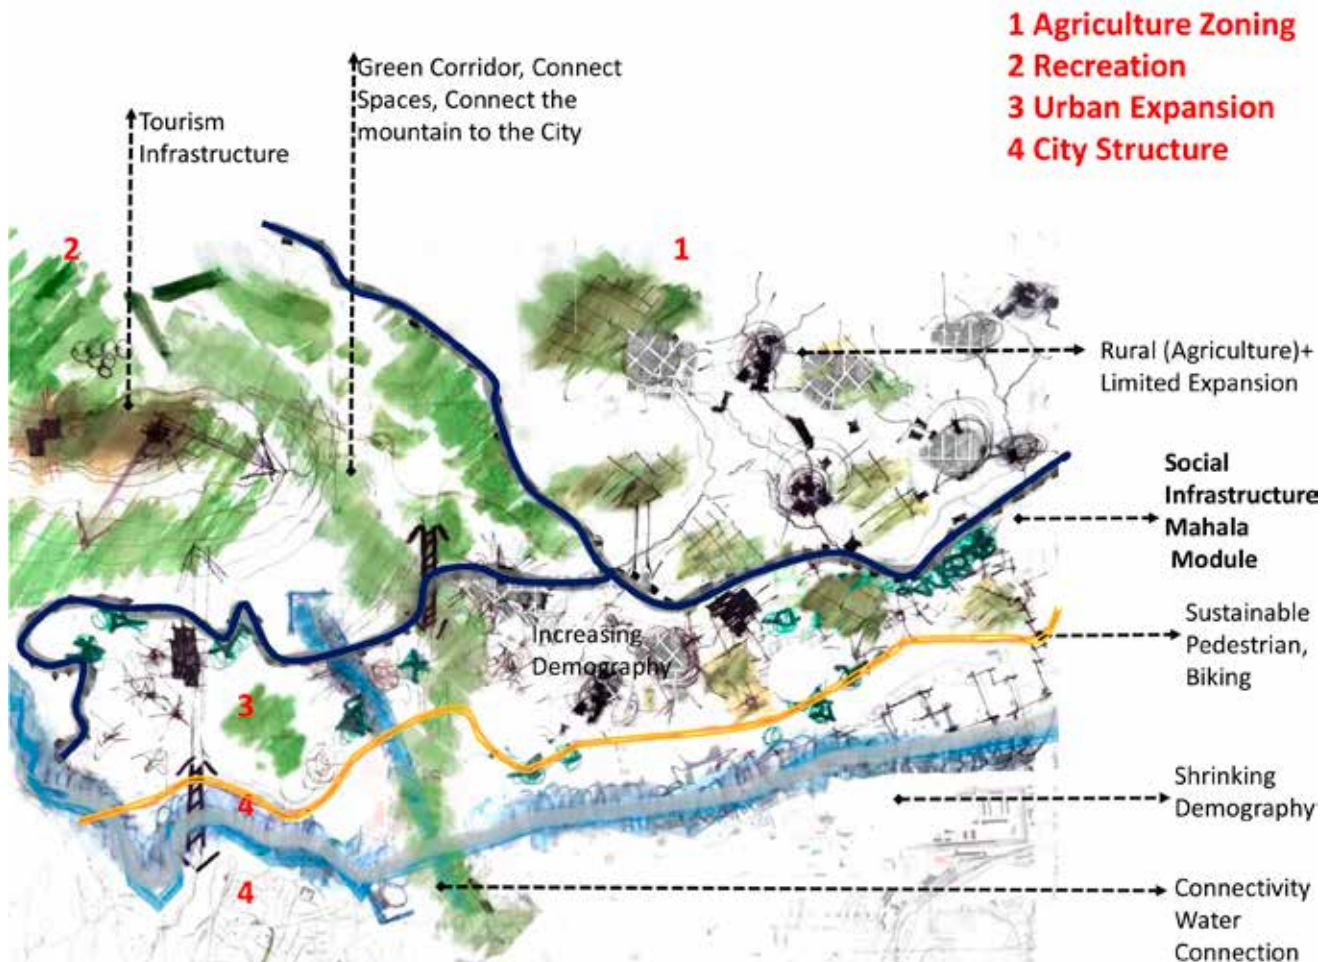 1 Agriculture Zoning
2 Recreation
3 Urban Expansion
4 City Structure
Green Corridor, Connect
Spaces, Connect the
mountain to the City
Tourism
Infrastructure
2
1
Rural (Agriculture)+
Limited Expansion
Social
Infrastructure
Mahala
Module
Sustainable
Pedestrian,
Biking
Increasing
Demography
3
4
Shrinking
Demography
4
Connectivity
Water
Connection